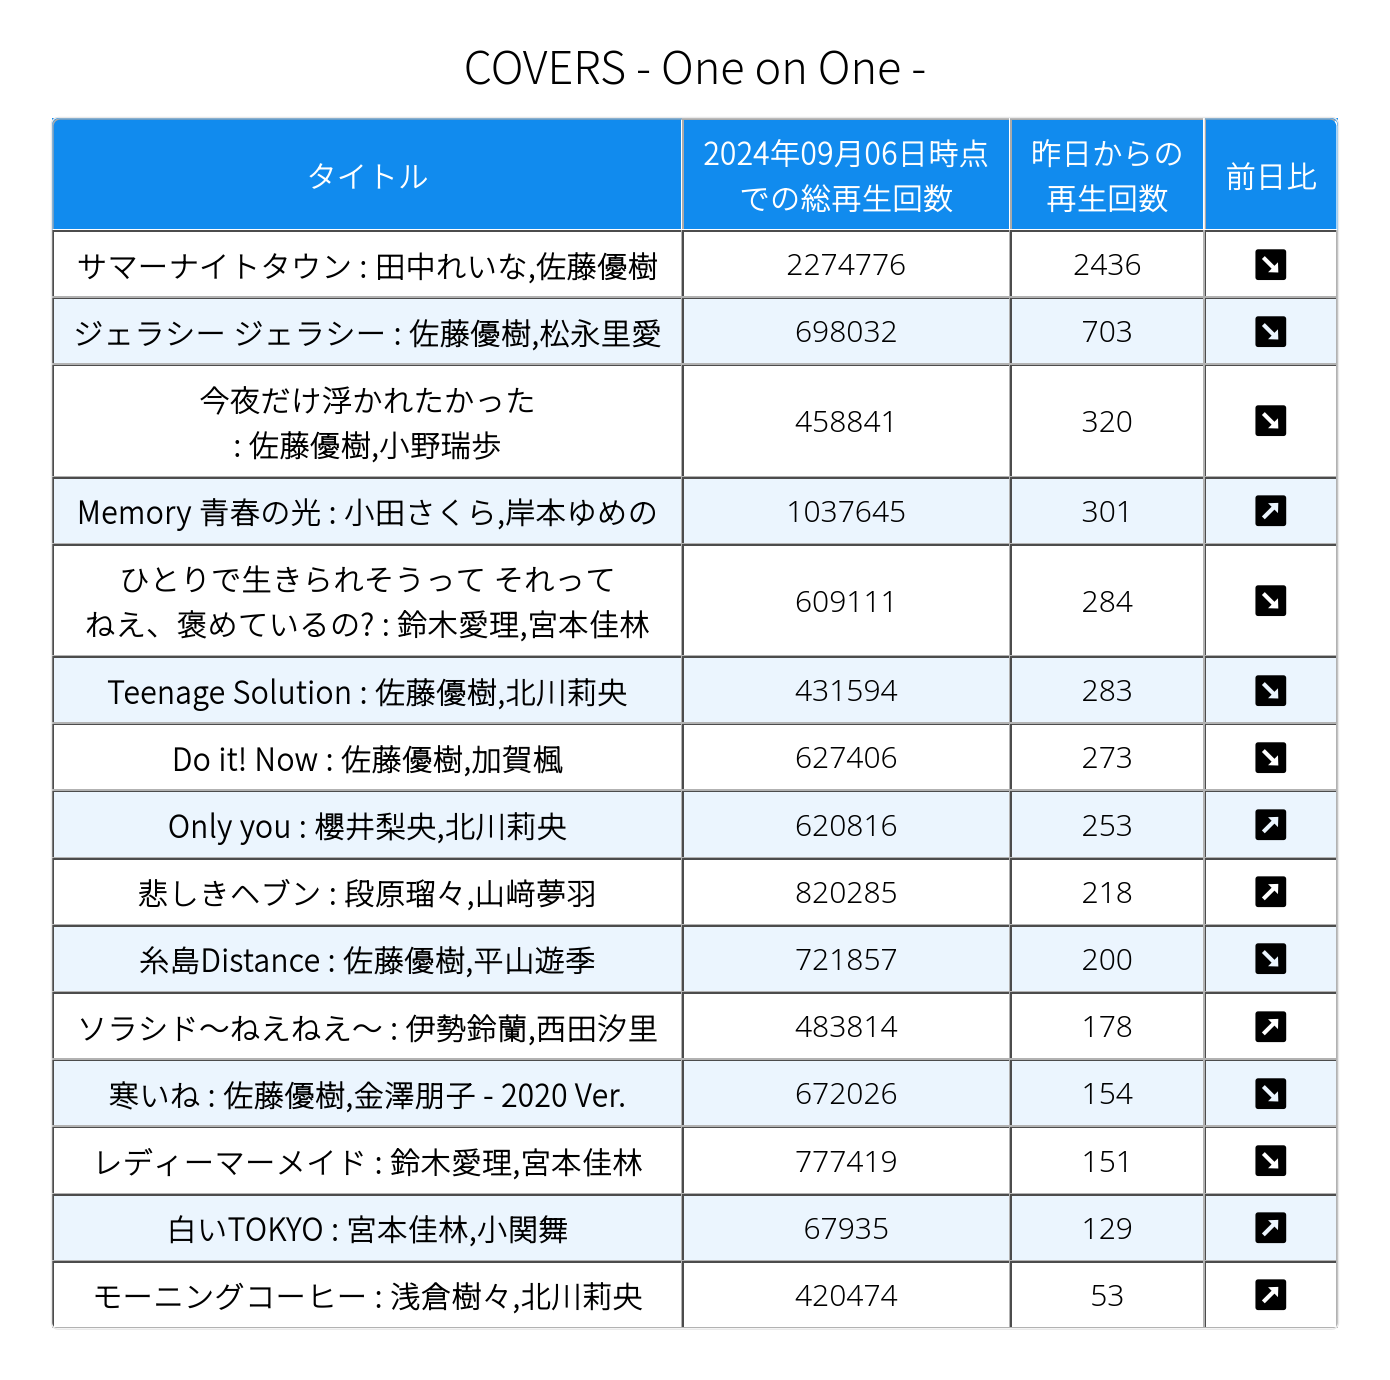 COVERS - One on One -
タイトル
2024年09月06日時点
での総再生回数
昨日からの
再生回数
前日比
サマーナイトタウン : 田中れいな,佐藤優樹
2274776
2436
ジェラシー ジェラシー : 佐藤優樹,松永里愛
698032
703
今夜だけ浮かれたかった
: 佐藤優樹,小野瑞歩
458841
320
Memory 青春の光 : 小田さくら,岸本ゆめの
1037645
301
ひとりで生きられそうって それって
ねえ、褒めているの? : 鈴木愛理,宮本佳林
609111
284
Teenage Solution : 佐藤優樹,北川莉央
431594
283
Do it! Now : 佐藤優樹,加賀楓
627406
273
Only you : 櫻井梨央,北川莉央
620816
253
悲しきヘブン : 段原瑠々,山﨑夢羽
820285
218
糸島Distance : 佐藤優樹,平山遊季
721857
200
ソラシド～ねえねえ～ : 伊勢鈴蘭,西田汐里
483814
178
寒いね : 佐藤優樹,金澤朋子 - 2020 Ver.
672026
154
レディーマーメイド : 鈴木愛理,宮本佳林
777419
151
白いTOKYO : 宮本佳林,小関舞
67935
129
モーニングコーヒー : 浅倉樹々,北川莉央
420474
53